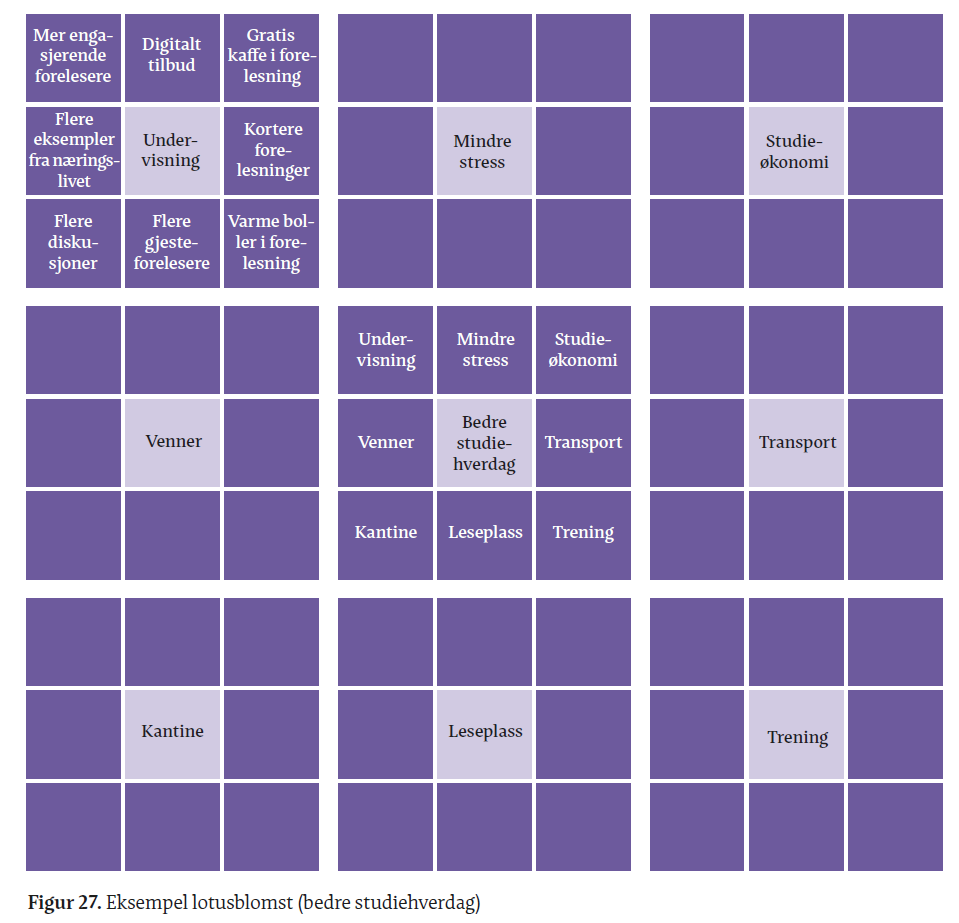 Mer enga-
sjerende
forelesere
Digitalt
tilbud
Gratis
kaffe i fore-
lesning
Flere
eksempler
fra nærings-
livet
Under-
visning
Kortere
fore-
lesninger
Flere
disku-
sjoner
Flere
gjeste-
forelesere
Varme bol-
ler i fore-
lesning
Mindre
stress
Studie-
økonomi
Venner
Under-
visning
Mindre
stress
Studie-
økonomi
Venner
Bedre
studie-
hverdag
Transport
Kantine
Leseplass
Trening
Transport
Kantine
Leseplass
Trening
Figur 27. Eksempel lotusblomst (bedre studiehverdag)